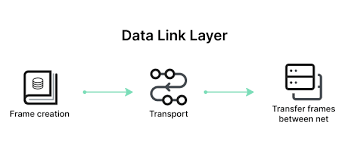 Data Link Layer
Frame creation
Transport
Transfer frames
between net